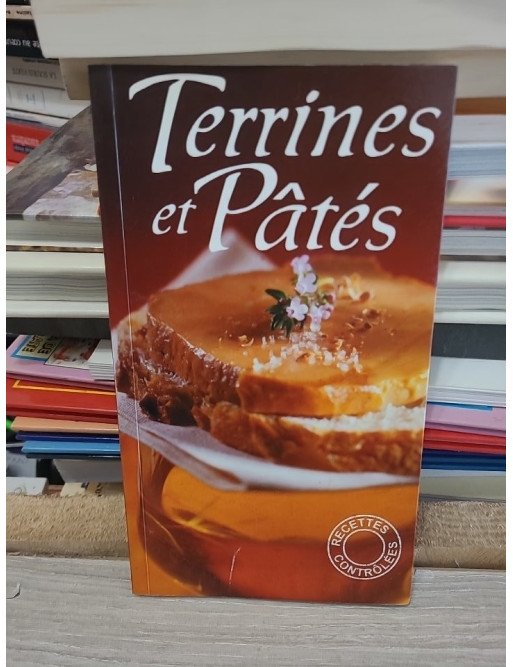 Terrines
et Pâtés
RECETTES
CONTRÔLÉES